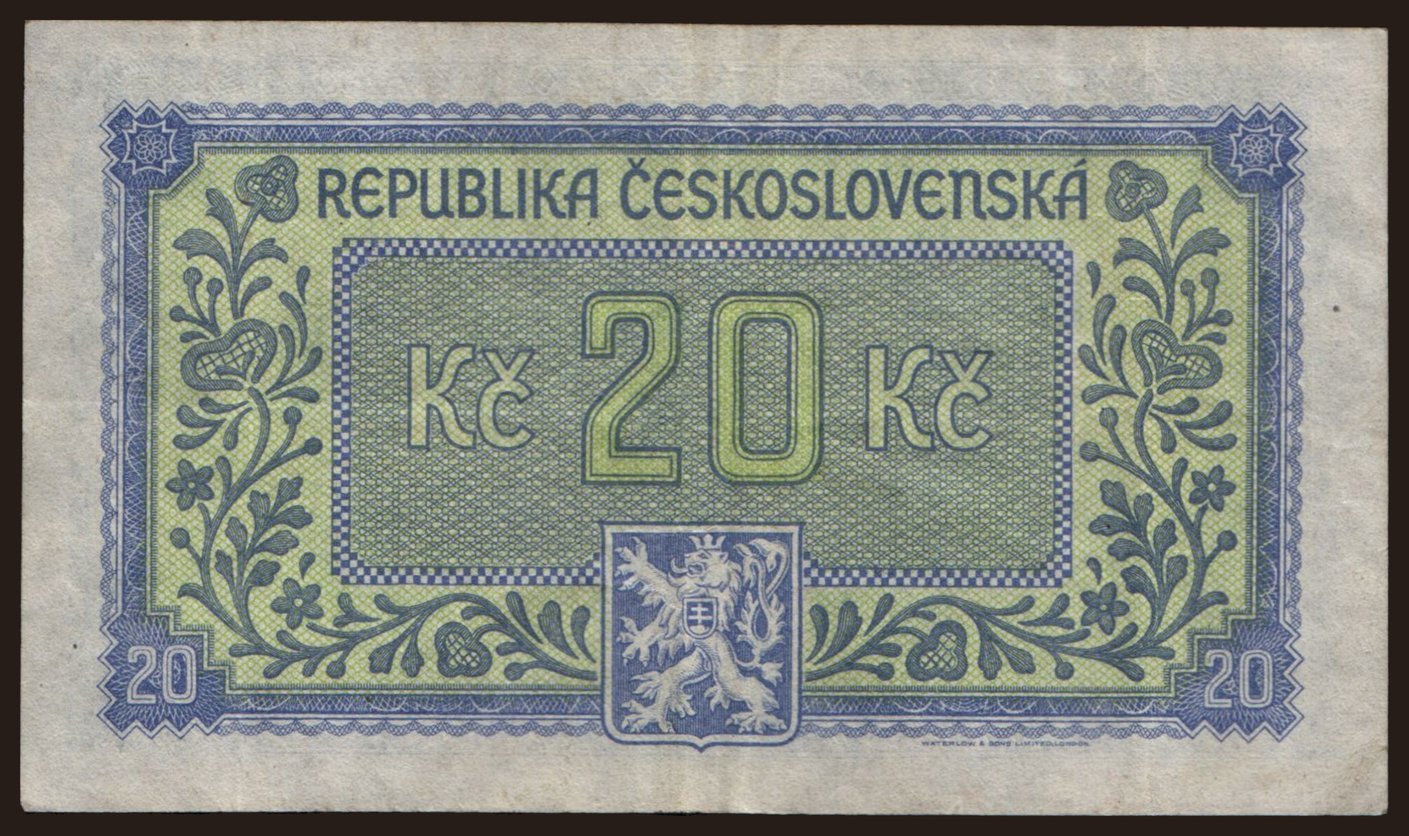 REPUBLIKA ČESKOSLOVENSKÁ
Kč 20 Kč
20 20
WATERLOW & SONS LIMITED, LONDON.